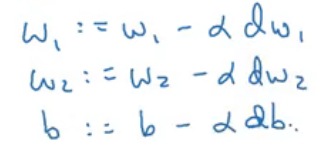 w₁ := w₁ - α dw₁
w₂ := w₂ - α dw₂
b := b - α db.